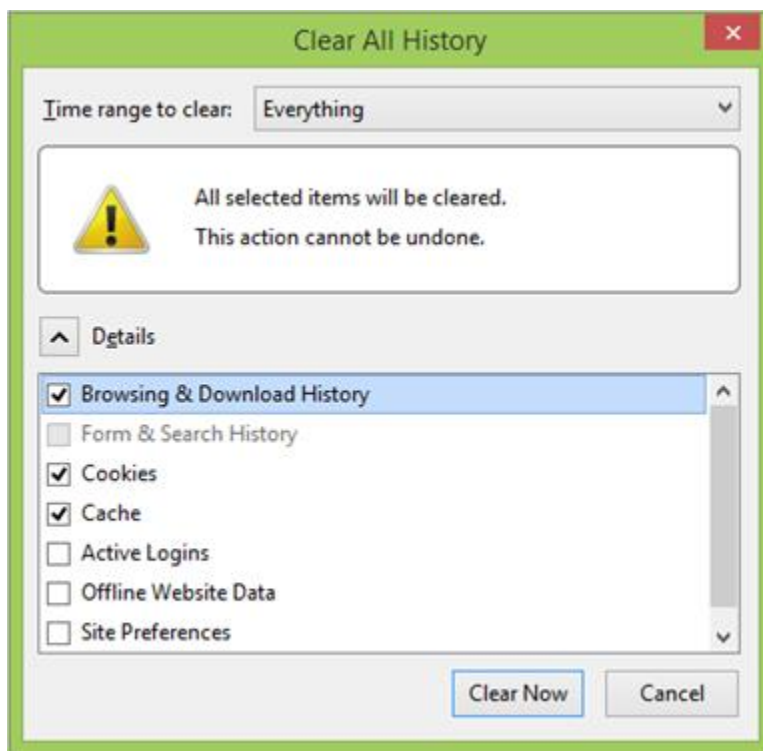 Clear All History
Time range to clear: Everything
All selected items will be cleared.
This action cannot be undone.
Details
Browsing & Download History
Form & Search History
Cookies
Cache
Active Logins
Offline Website Data
Site Preferences
Clear Now Cancel